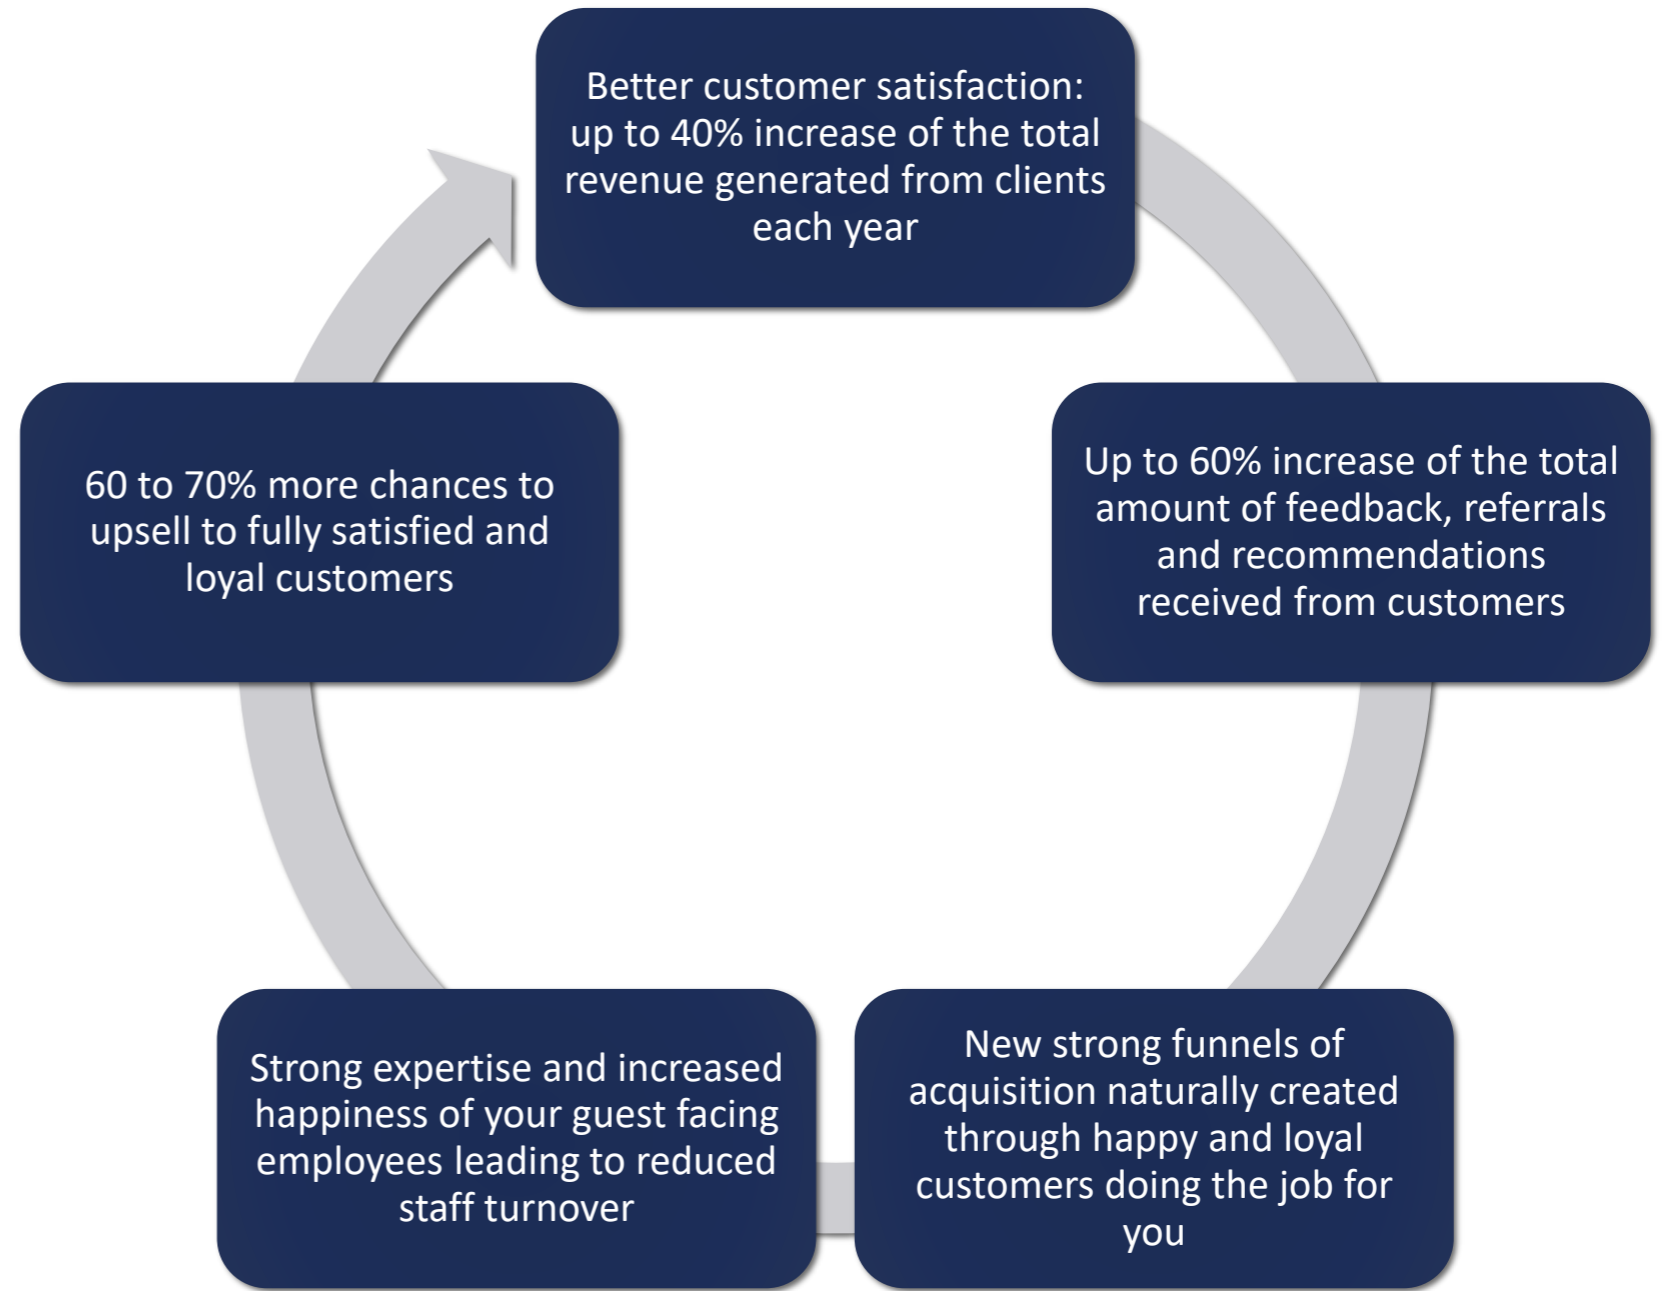 Better customer satisfaction:
up to 40% increase of the total
revenue generated from clients
each year
Up to 60% increase of the total
amount of feedback, referrals
and recommendations
received from customers
New strong funnels of
acquisition naturally created
through happy and loyal
customers doing the job for
you
Strong expertise and increased
happiness of your guest facing
employees leading to reduced
staff turnover
60 to 70% more chances to
upsell to fully satisfied and
loyal customers